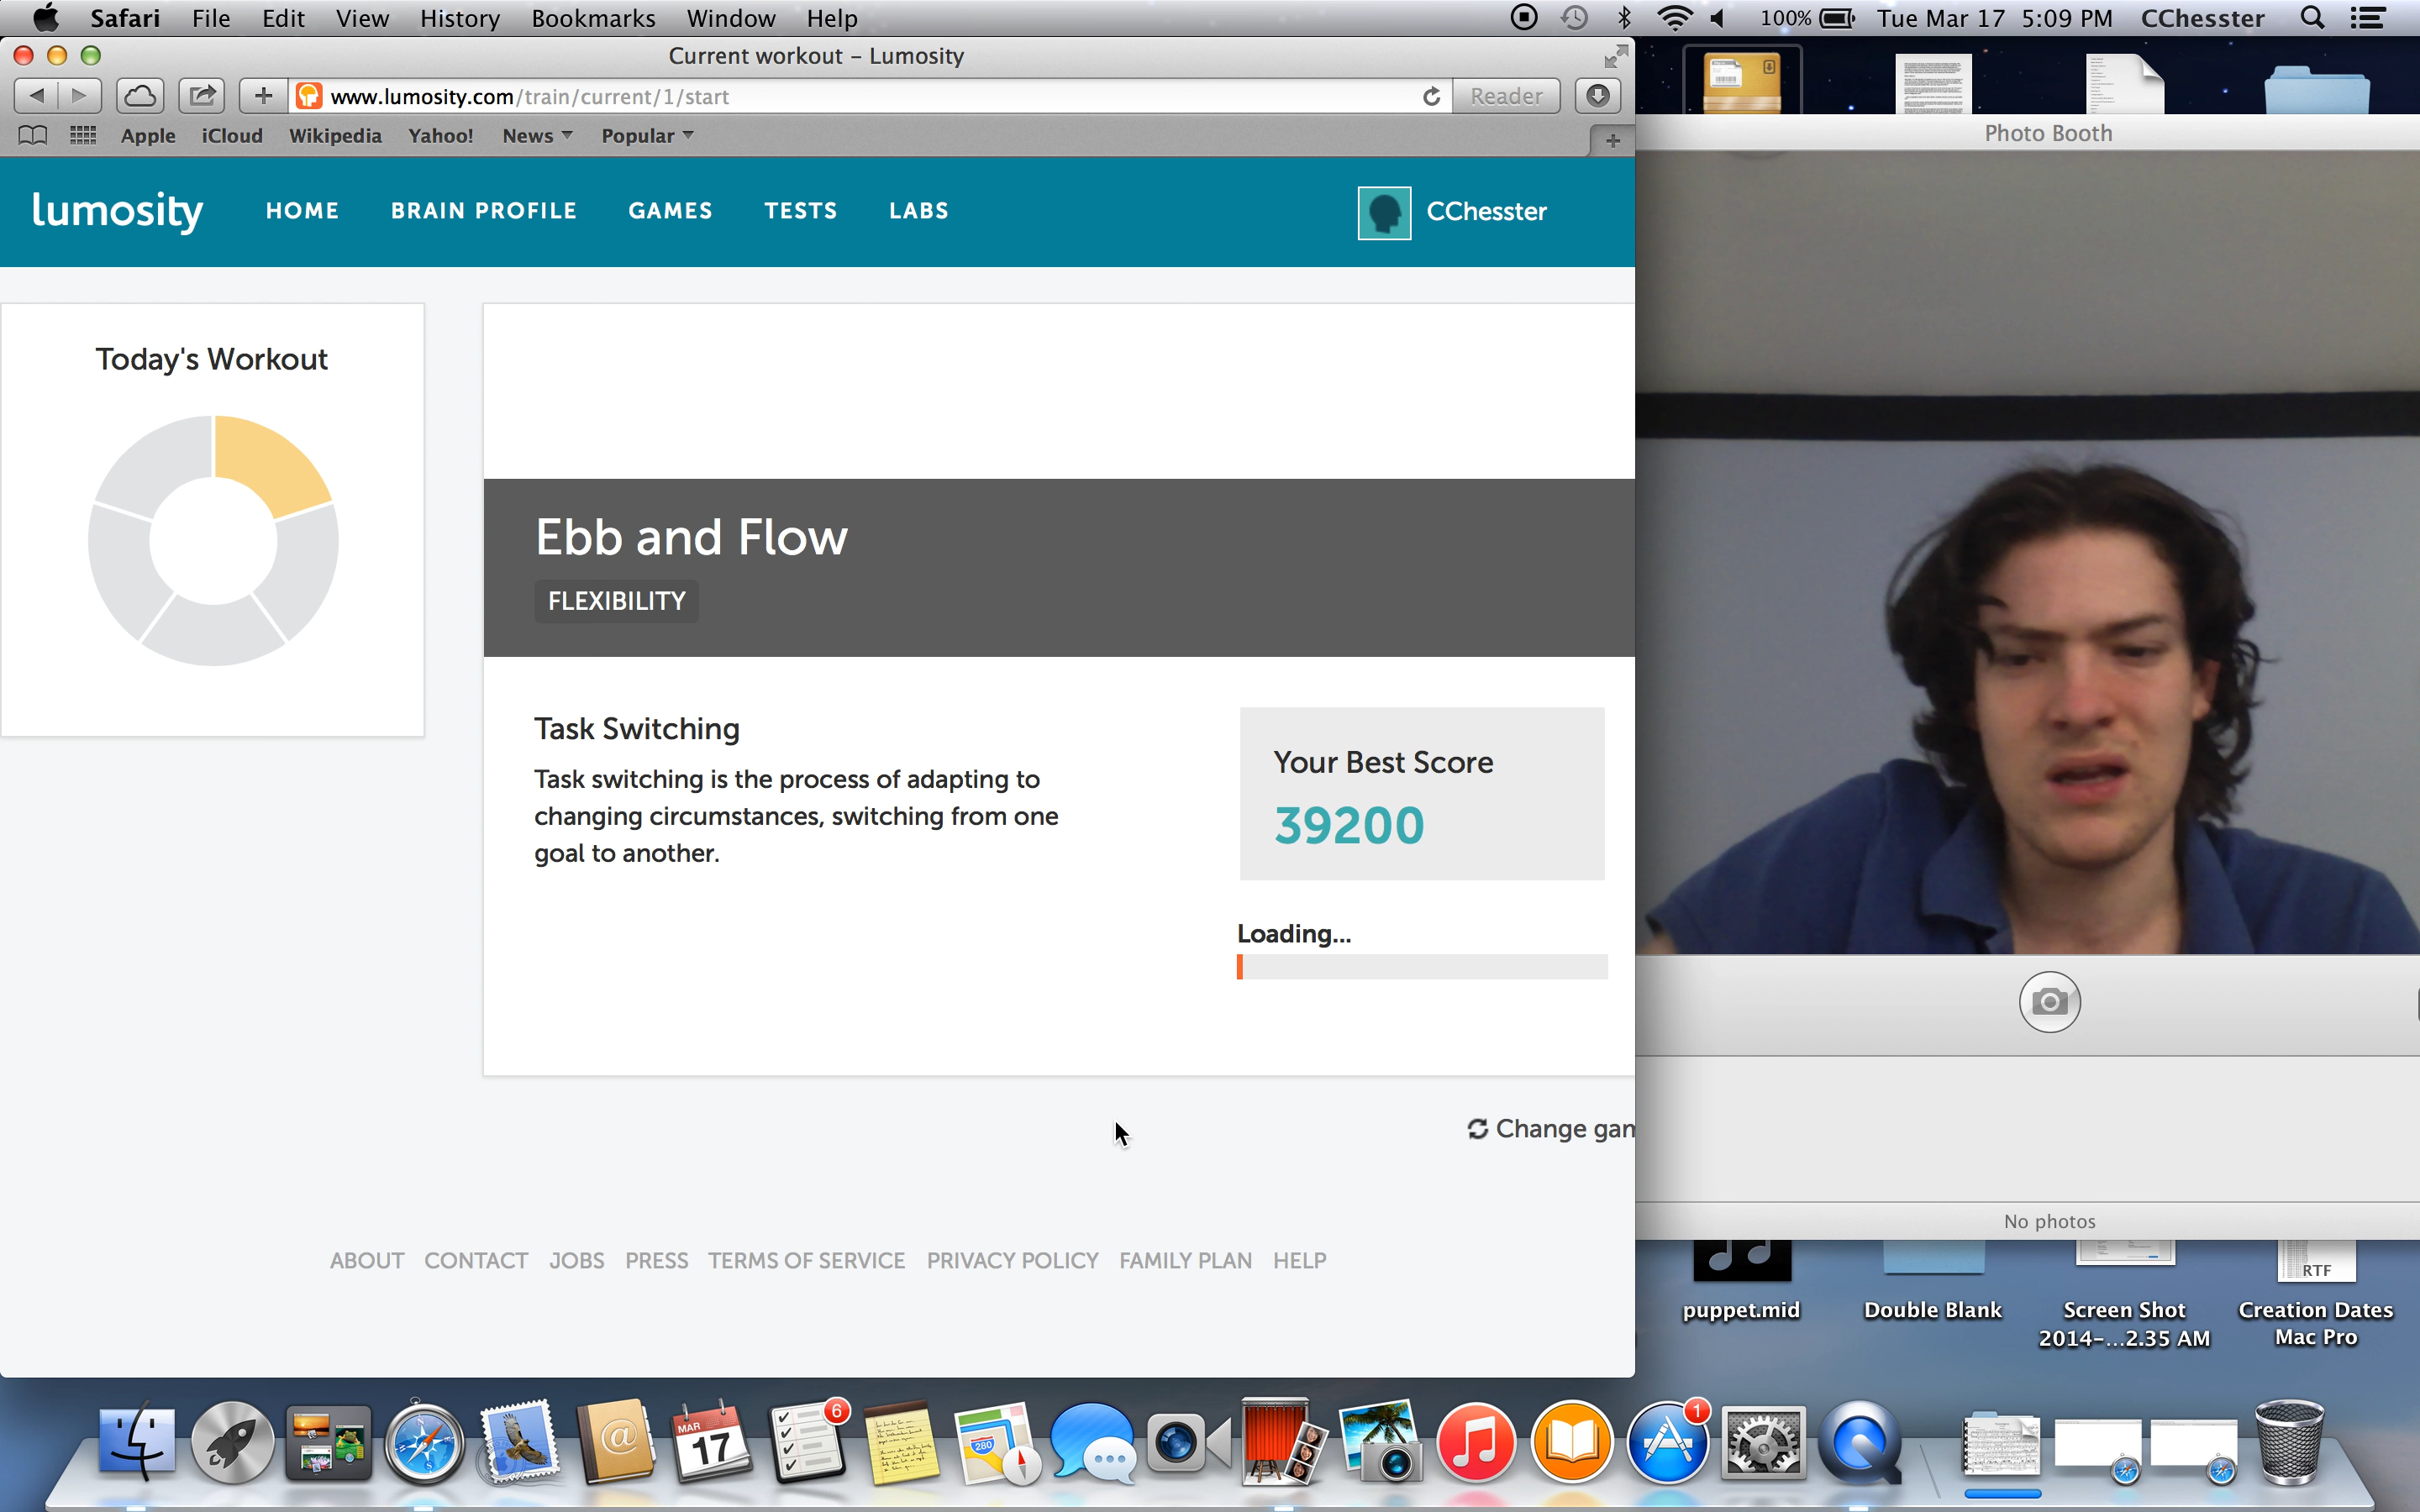 Safari File Edit View History Bookmarks Window Help
100% Tue Mar 17 5:09 PM CChesster
Current workout – Lumosity
www.lumosity.com/train/current/1/start
Reader
Apple iCloud Wikipedia Yahoo! News Popular
lumosity HOME BRAIN PROFILE GAMES TESTS LABS
CChesster
Today's Workout
Ebb and Flow
FLEXIBILITY
Task Switching
Task switching is the process of adapting to
changing circumstances, switching from one
goal to another.
Your Best Score
39200
Loading...
Change gam
ABOUT CONTACT JOBS PRESS TERMS OF SERVICE PRIVACY POLICY FAMILY PLAN HELP
Photo Booth
No photos
RTF
puppet.mid
Double Blank
Screen Shot
2014-...2.35 AM
Creation Dates
Mac Pro
MAR
17
6
280
1